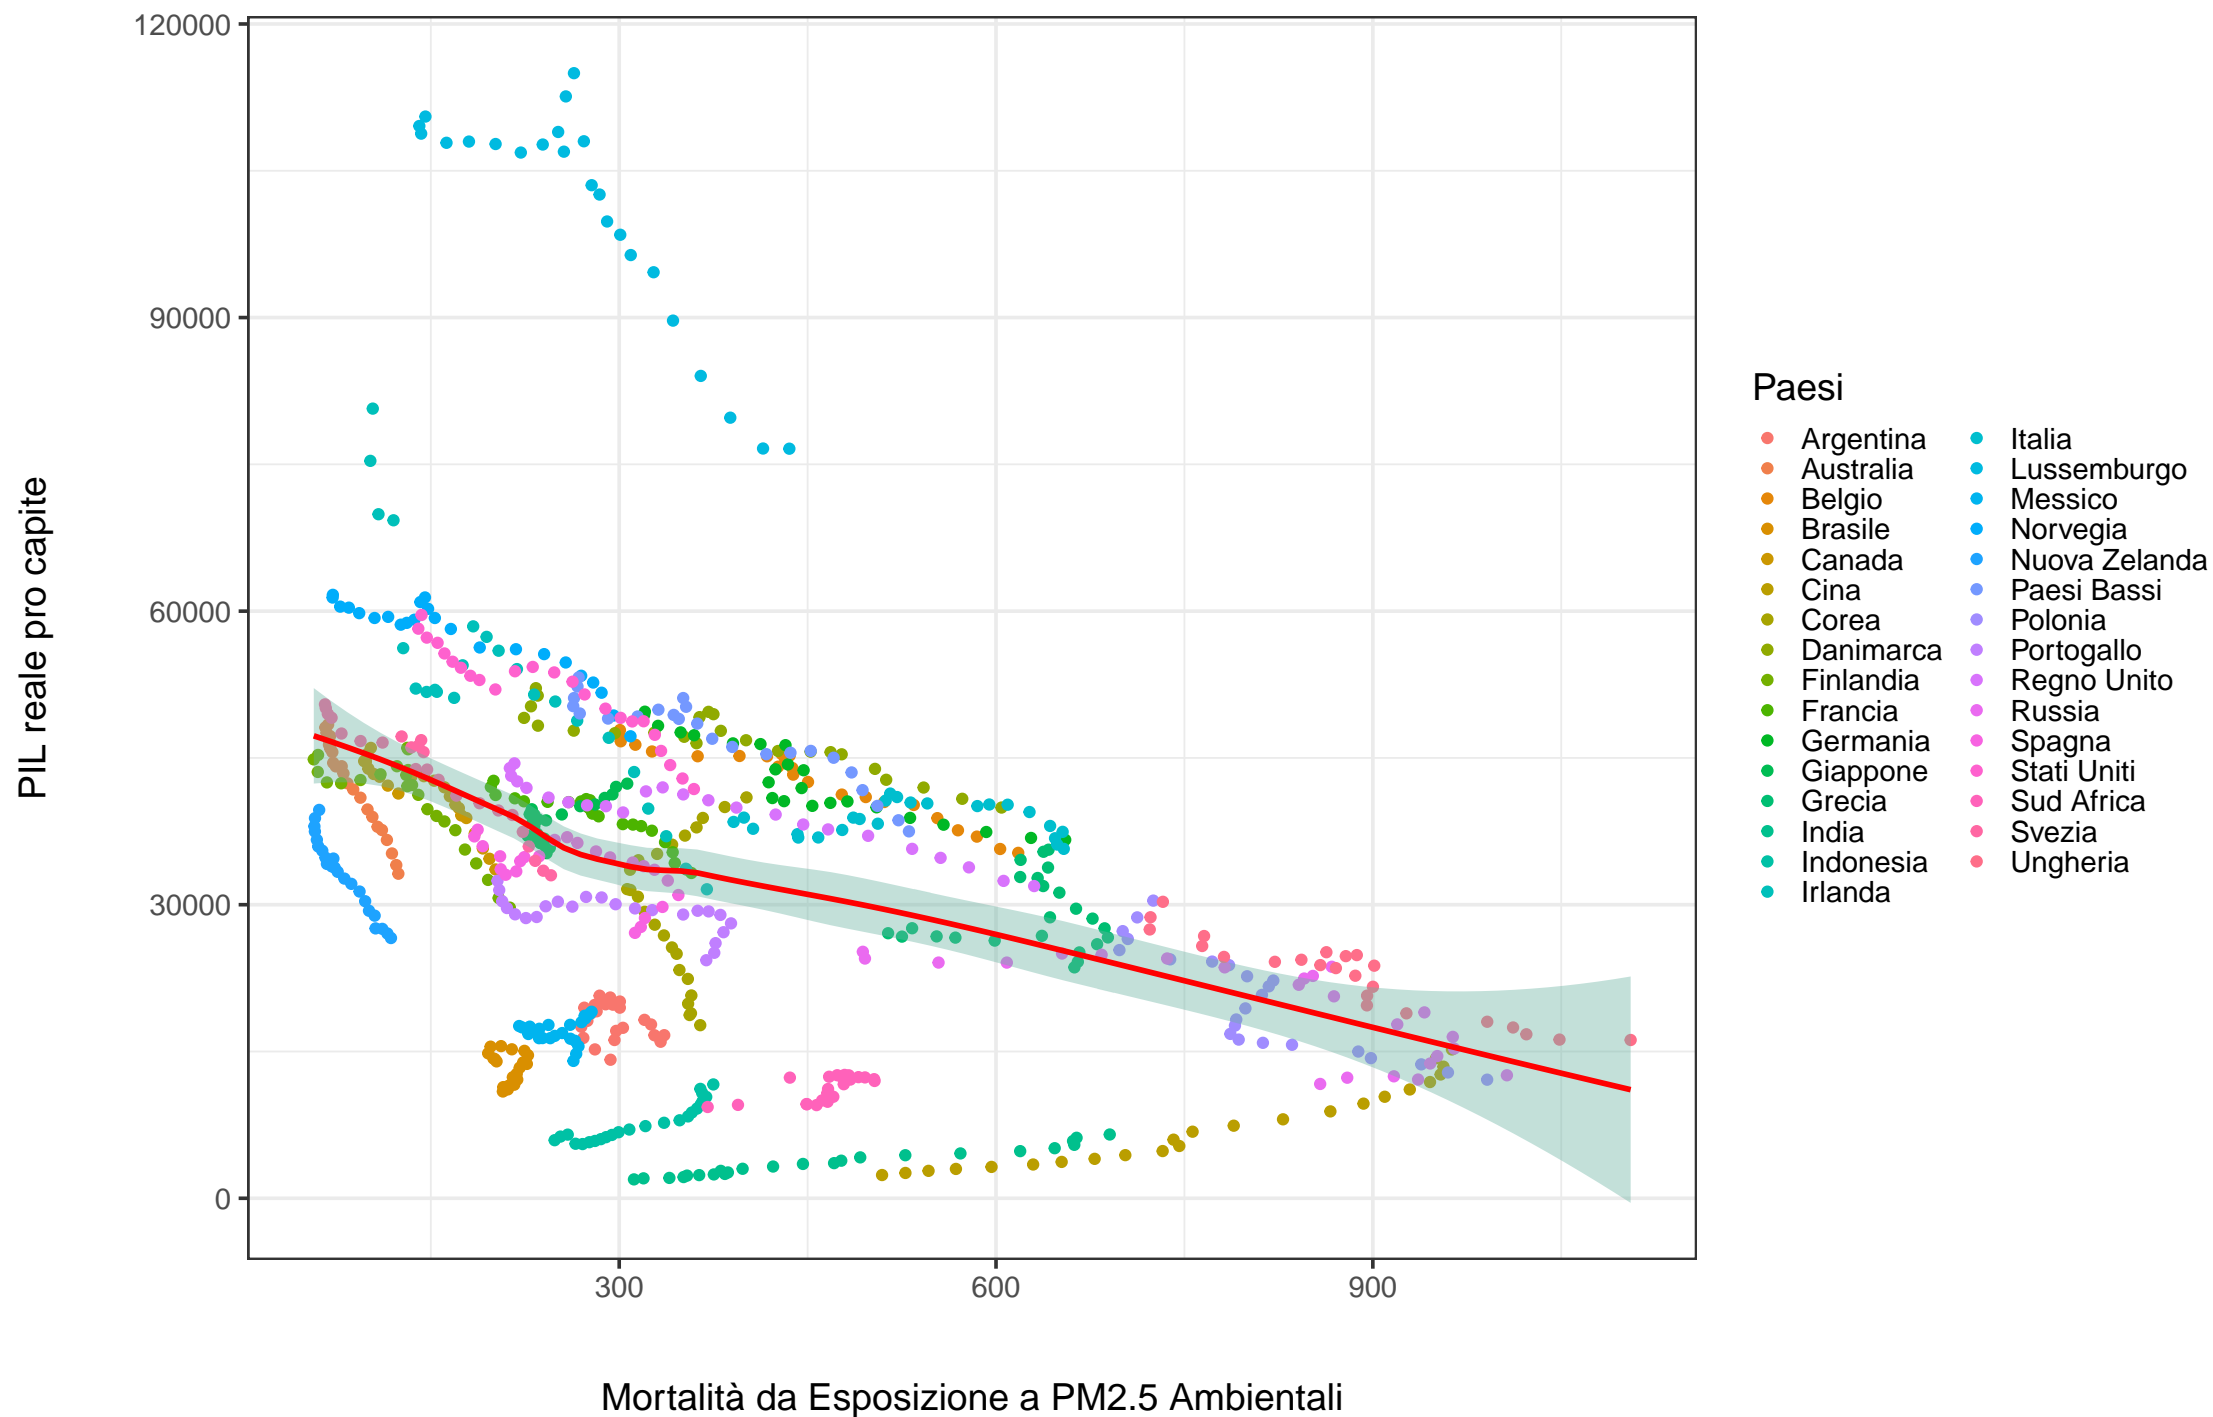 120000
90000
60000
30000
0
PIL reale pro capite
300
600
900
Mortalità da Esposizione a PM2.5 Ambientali
Paesi
Argentina
Australia
Belgio
Brasile
Canada
Cina
Corea
Danimarca
Finlandia
Francia
Germania
Giappone
Grecia
India
Indonesia
Irlanda
Italia
Lussemburgo
Messico
Norvegia
Nuova Zelanda
Paesi Bassi
Polonia
Portogallo
Regno Unito
Russia
Spagna
Stati Uniti
Sud Africa
Svezia
Ungheria